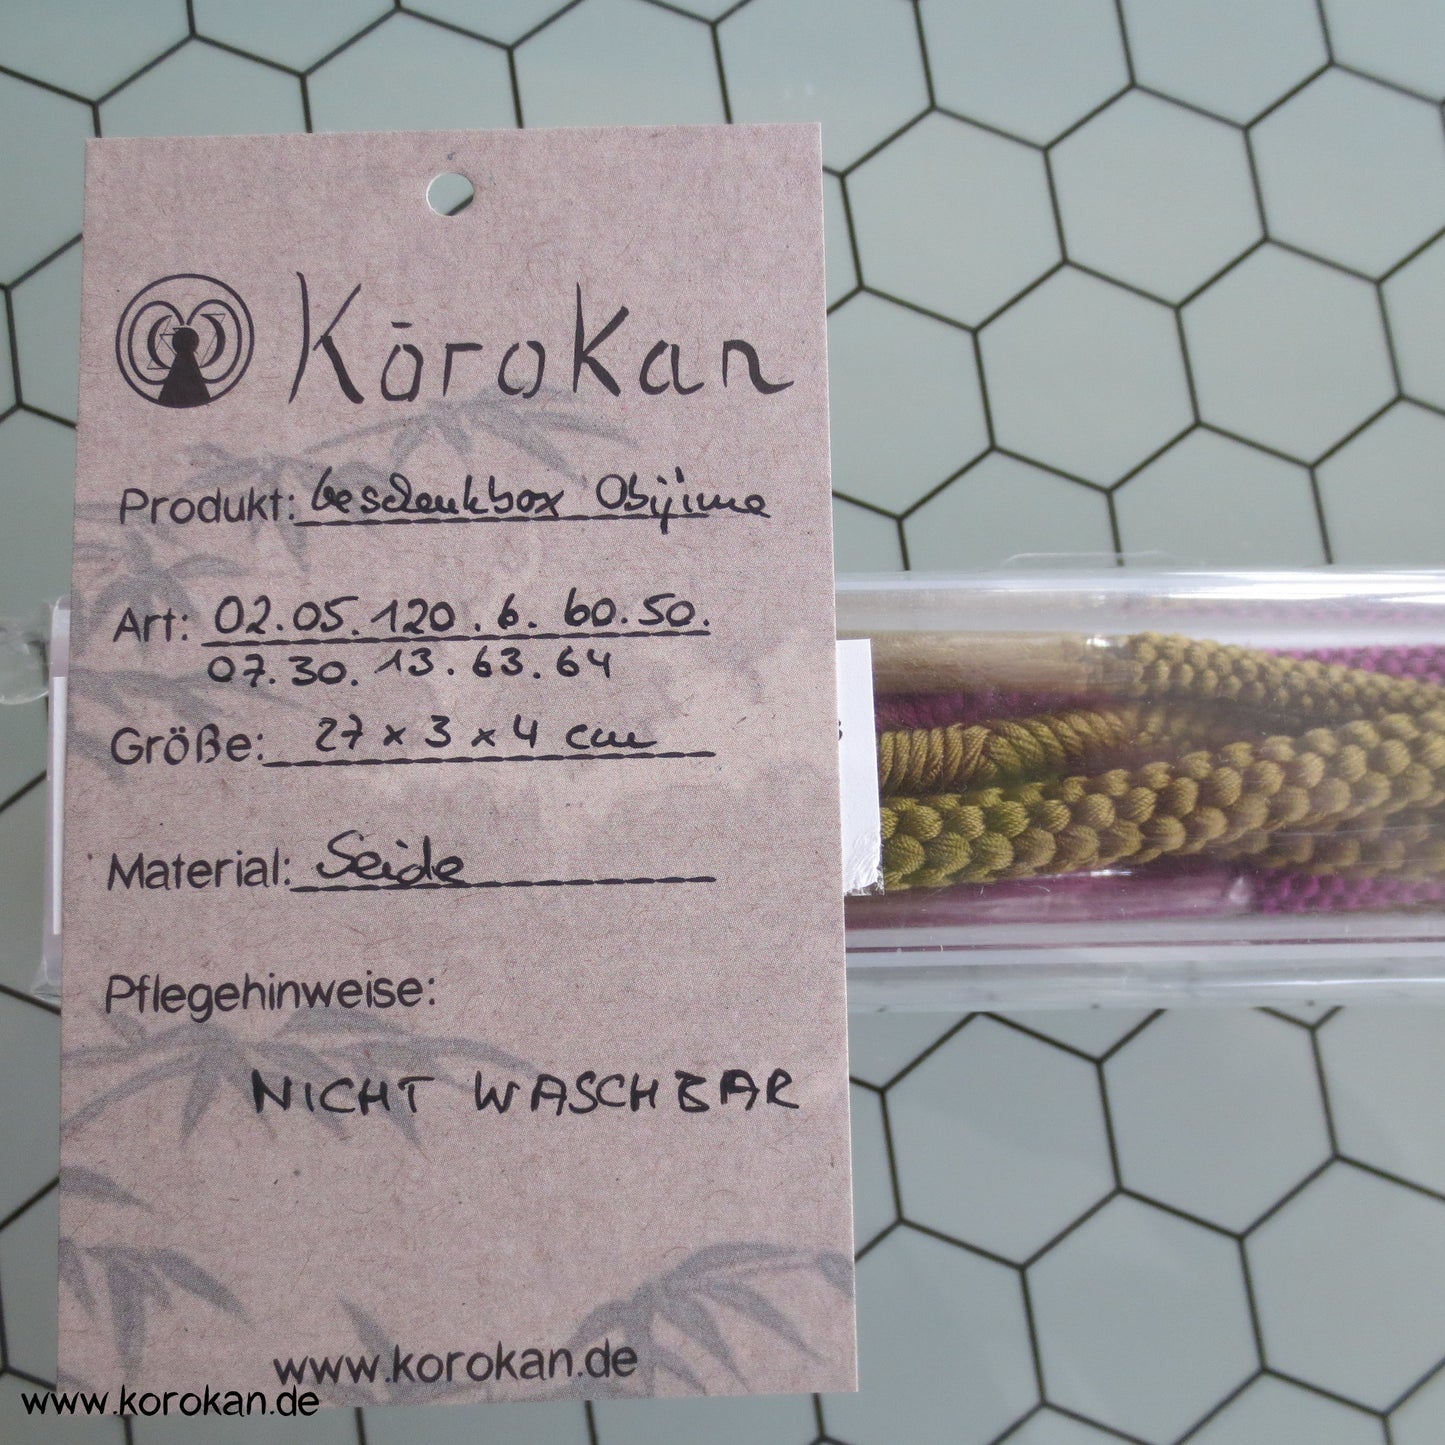 Kōrokan
Produkt: Geschenkbox Obijime
Art: 02.05.120.6.60.50.
07.30.13.63.64
Größe: 27 x 3 x 4 cm
Material: Seide
Pflegehinweise:
NICHT WASCHBAR
www.korokan.de
www.korokan.de